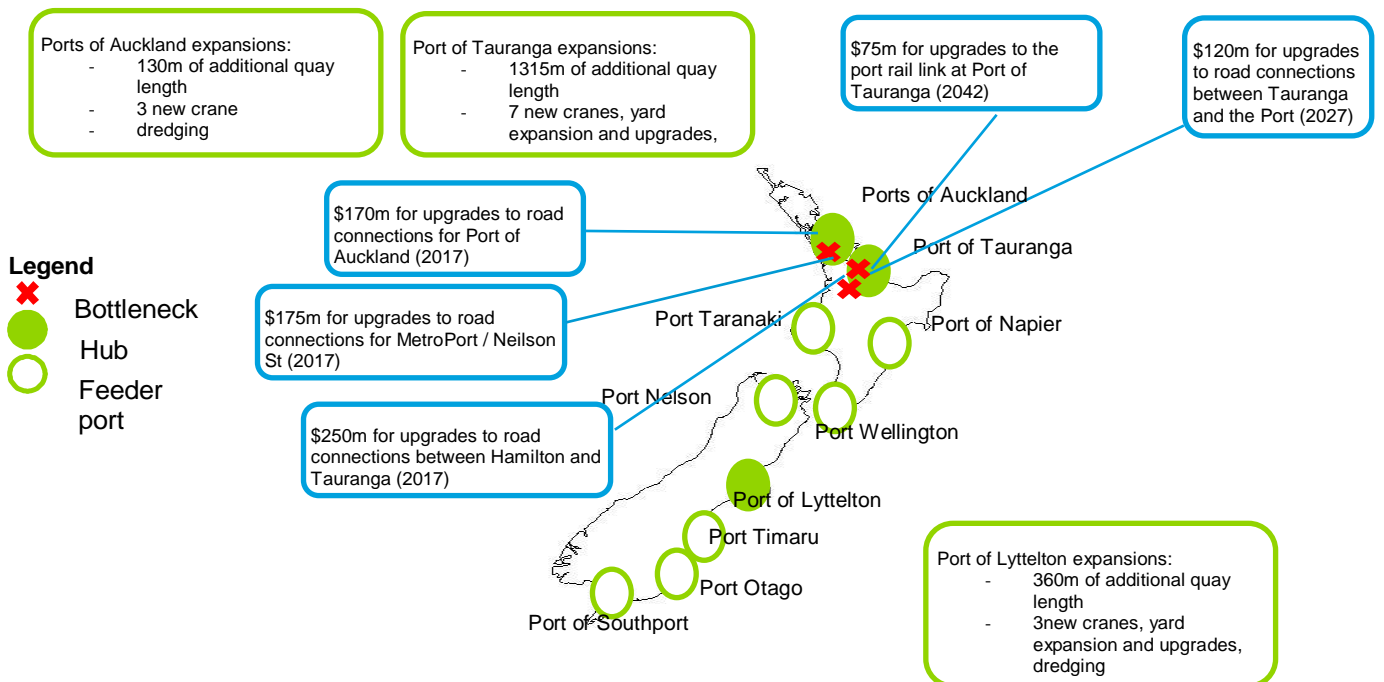 Ports of Auckland expansions:
- 130m of additional quay
length
- 3 new crane
- dredging
Port of Tauranga expansions:
- 1315m of additional quay
length
- 7 new cranes, yard
expansion and upgrades,
$75m for upgrades to the
port rail link at Port of
Tauranga (2042)
$120m for upgrades
to road connections
between Tauranga
and the Port (2027)
$170m for upgrades to road
connections for Port of
Auckland (2017)
Ports of Auckland
Port of Tauranga
Legend
Bottleneck
Hub
Feeder
port
$175m for upgrades to road
connections for MetroPort / Neilson
St (2017)
Port Taranaki
Port of Napier
Port Nelson
Port Wellington
$250m for upgrades to road
connections between Hamilton and
Tauranga (2017)
Port of Lyttelton
Port Timaru
Port Otago
Port of Southport
Port of Lyttelton expansions:
- 360m of additional quay
length
- 3new cranes, yard
expansion and upgrades,
dredging